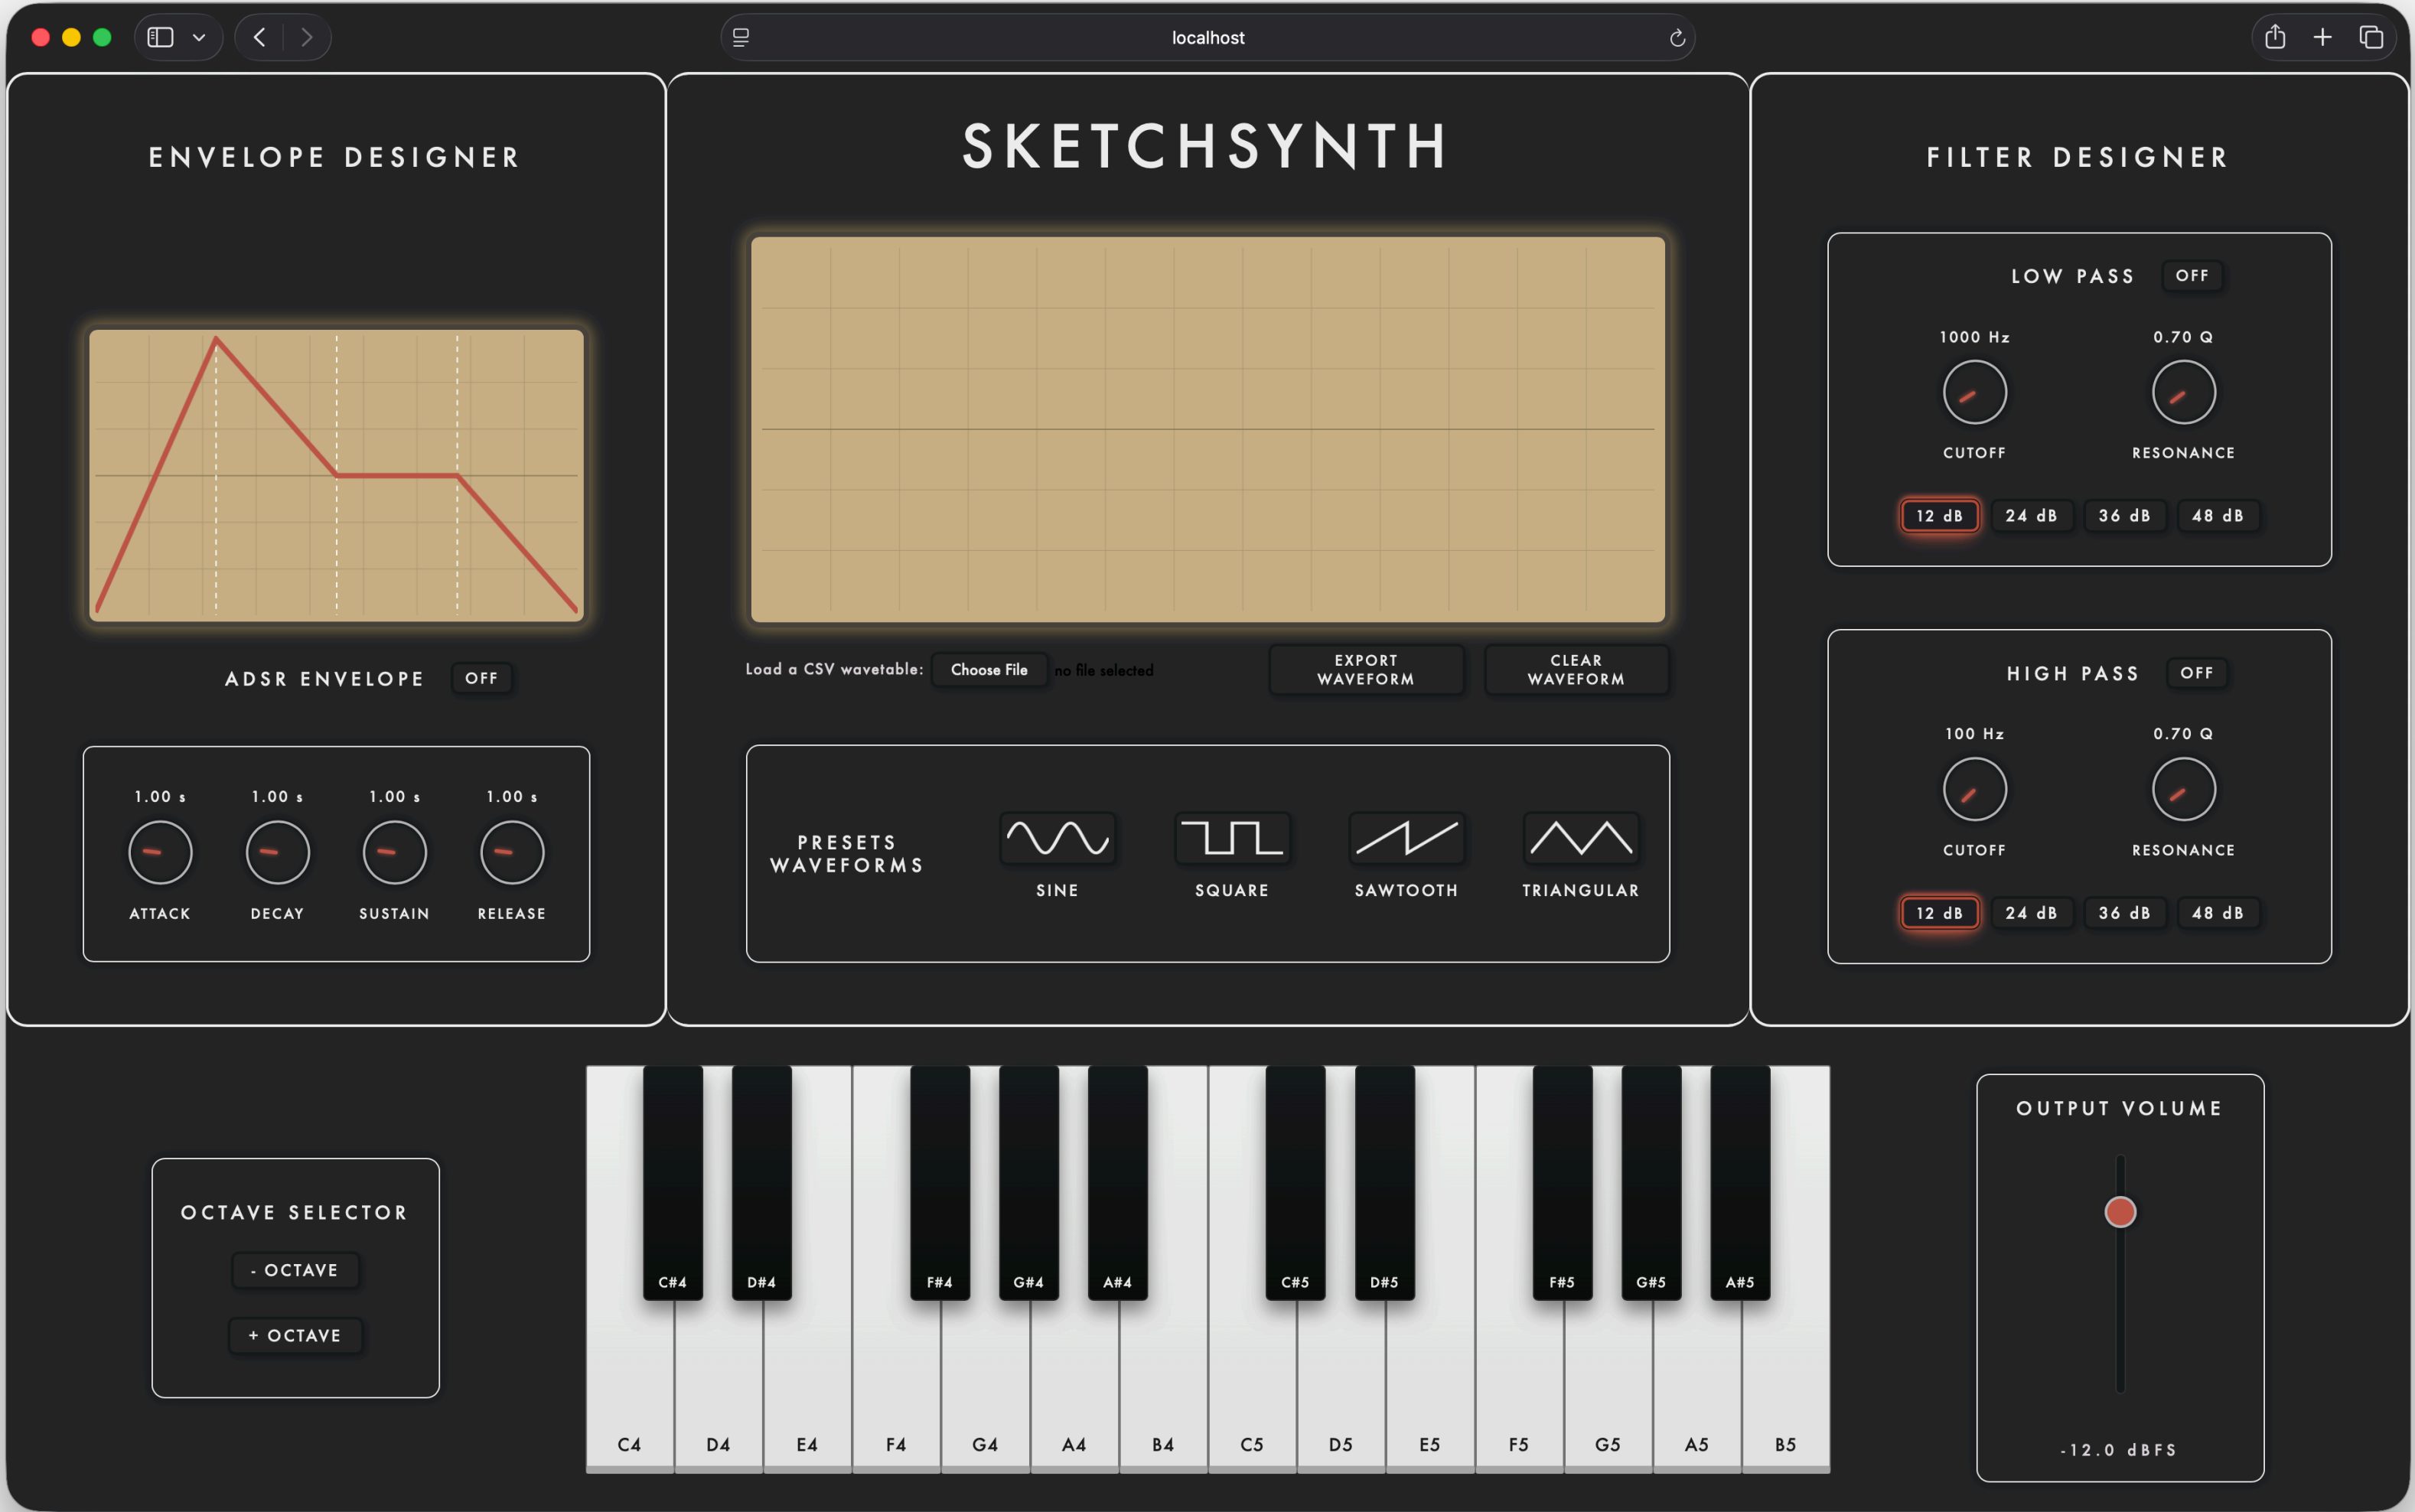 localhost
ENVELOPE DESIGNER
ADSR ENVELOPE OFF
1.00 s 1.00 s 1.00 s 1.00 s
ATTACK DECAY SUSTAIN RELEASE
SKETCHSYNTH
Load a CSV wavetable: Choose File no file selected
EXPORT
WAVEFORM
CLEAR
WAVEFORM
PRESETS
WAVEFORMS
SINE SQUARE SAWTOOTH TRIANGULAR
FILTER DESIGNER
LOW PASS OFF
1000 Hz 0.70 Q
CUTOFF RESONANCE
12 dB 24 dB 36 dB 48 dB
HIGH PASS OFF
100 Hz 0.70 Q
CUTOFF RESONANCE
12 dB 24 dB 36 dB 48 dB
OCTAVE SELECTOR
- OCTAVE
+ OCTAVE
C#4 D#4 F#4 G#4 A#4 C#5 D#5 F#5 G#5 A#5
C4 D4 E4 F4 G4 A4 B4 C5 D5 E5 F5 G5 A5 B5
OUTPUT VOLUME
-12.0 dBFS